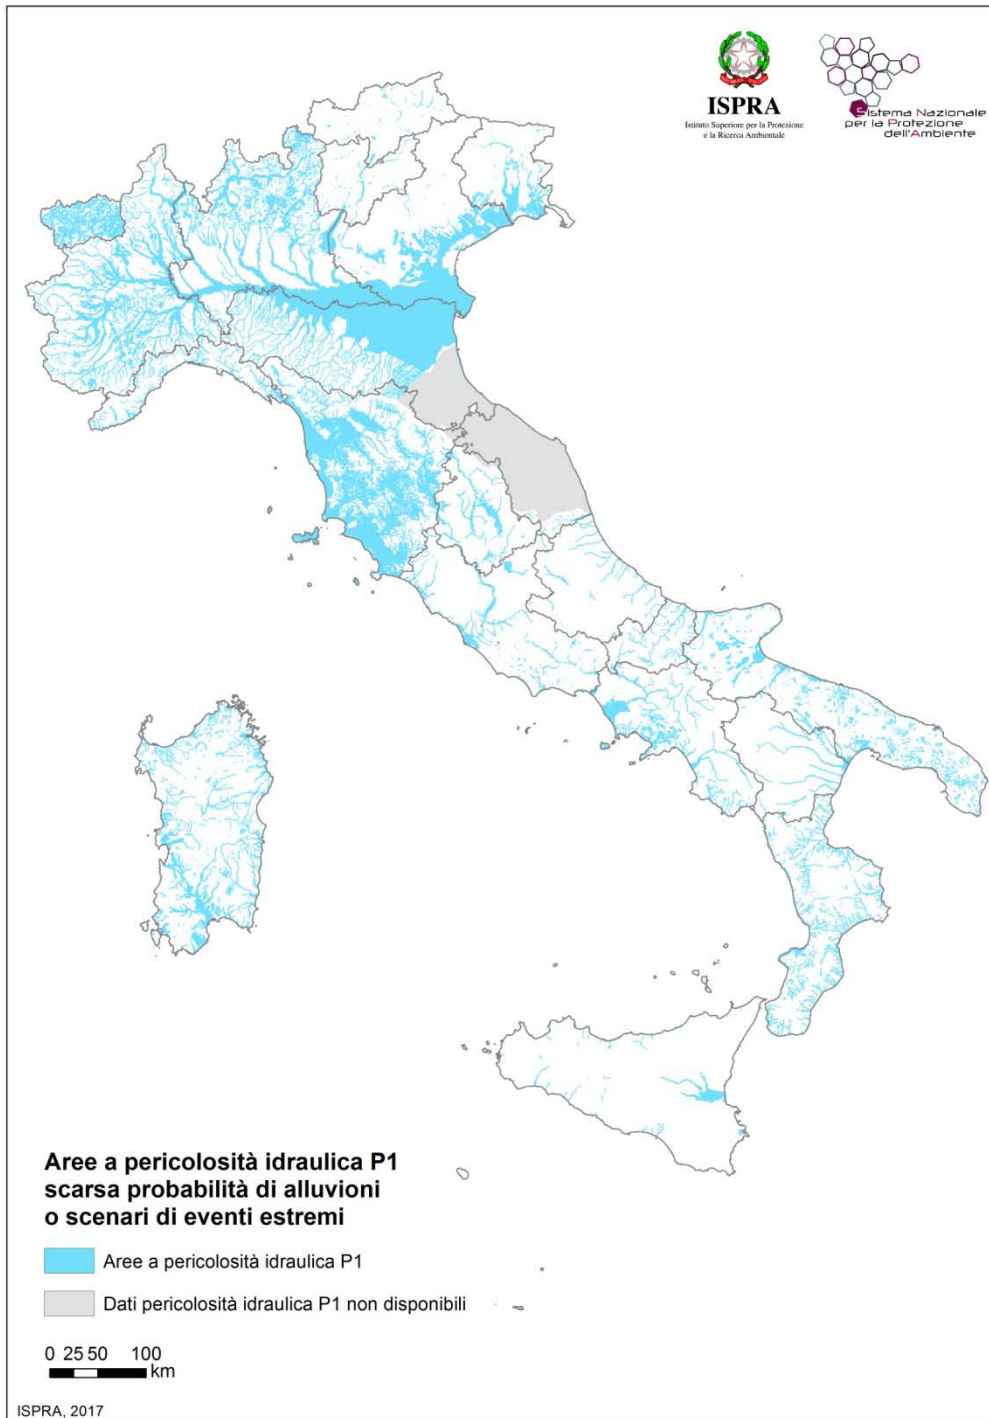 ISPRA
Istituto Superiore per la Protezione
e la Ricerca Ambientale
Sistema Nazionale
per la Protezione
dell'Ambiente
Aree a pericolosità idraulica P1
scarsa probabilità di alluvioni
o scenari di eventi estremi
Aree a pericolosità idraulica P1
Dati pericolosità idraulica P1 non disponibili
0 25 50 100
km
ISPRA, 2017